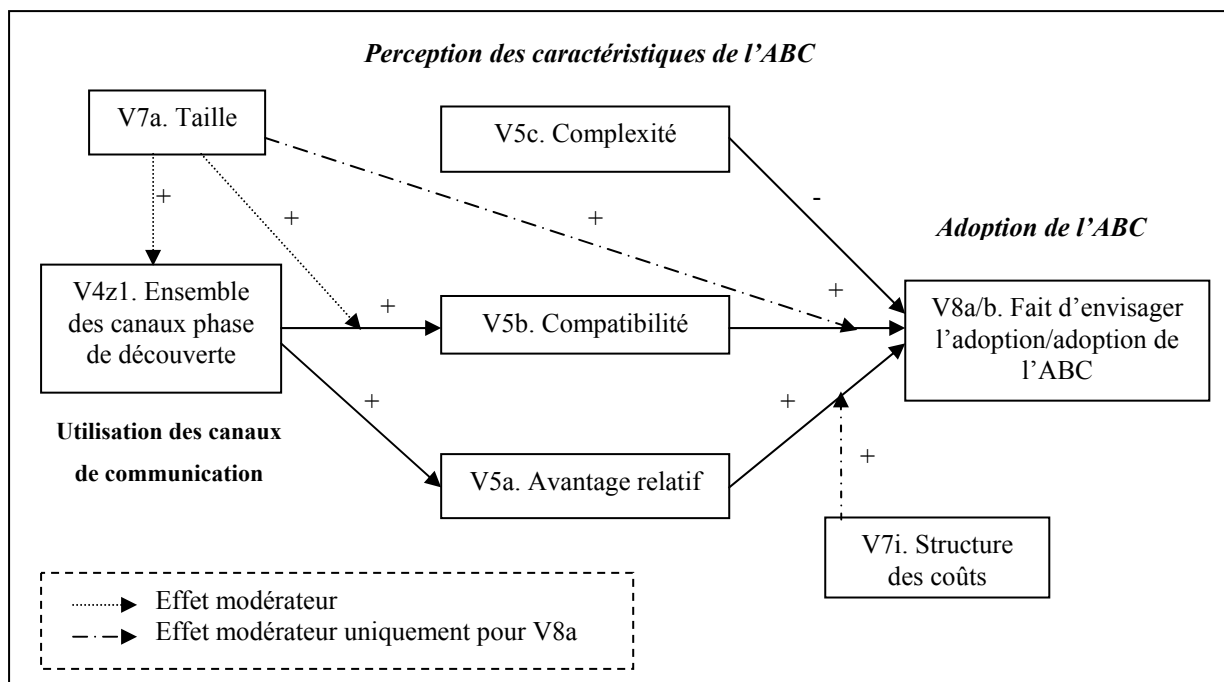 Perception des caractéristiques de l’ABC
V7a. Taille
V5c. Complexité
+
+
+
-
Adoption de l’ABC
V4z1. Ensemble
des canaux phase
de découverte
+
V5b. Compatibilité
+
V8a/b. Fait d’envisager
l’adoption/adoption de
l’ABC
+
+
Utilisation des canaux
de communication
V5a. Avantage relatif
+
V7i. Structure
des coûts
Effet modérateur
Effet modérateur uniquement pour V8a